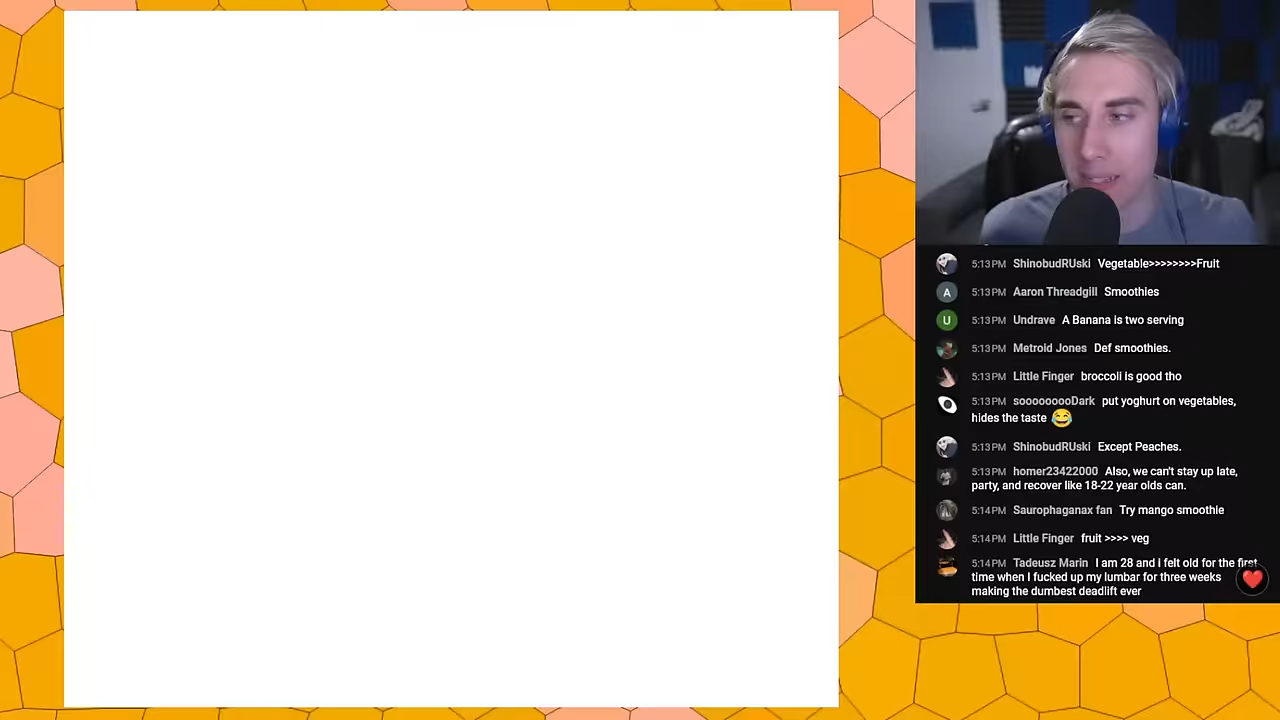 5:13 PM ShinobudRUski Vegetable>>>>>>>>Fruit
A 5:13 PM Aaron Threadgill Smoothies
U 5:13 PM Undrave A Banana is two serving
5:13 PM Metroid Jones Def smoothies.
5:13 PM Little Finger broccoli is good tho
5:13 PM sooooooooDark put yoghurt on vegetables,
hides the taste 😂
5:13 PM ShinobudRUski Except Peaches.
5:13 PM homer23422000 Also, we can't stay up late,
party, and recover like 18-22 year olds can.
5:14 PM Saurophaganax fan Try mango smoothie
5:14 PM Little Finger fruit >>>> veg
5:14 PM Tadeusz Marin I am 28 and i felt old for the first
time when I fucked up my lumbar for three weeks
making the dumbest deadlift ever